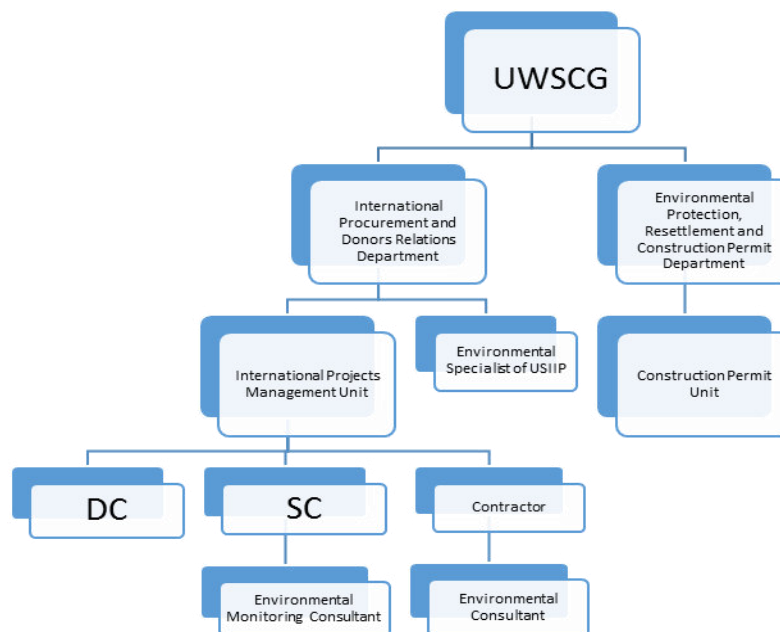 UWSCG
International
Procurement and
Donors Relations
Department
Environmental
Protection,
Resettlement and
Construction Permit
Department
International Projects
Management Unit
Environmental
Specialist of USIIP
Construction Permit
Unit
DC
SC
Contractor
Environmental
Monitoring Consultant
Environmental
Consultant